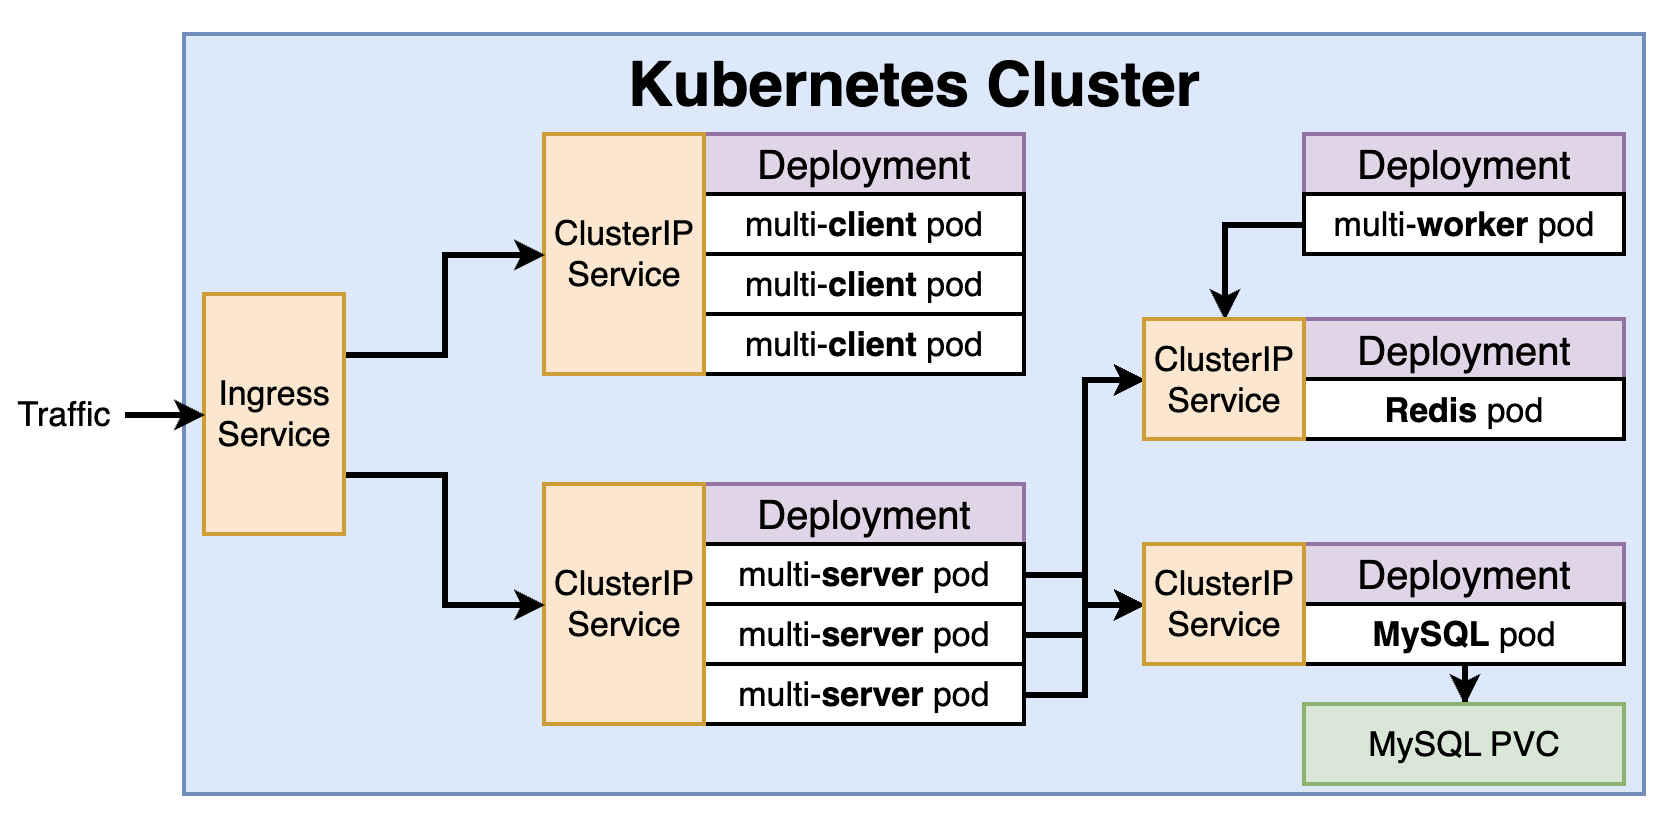 Kubernetes Cluster
Traffic
Ingress
Service
ClusterIP
Service
Deployment
multi-client pod
multi-client pod
multi-client pod
ClusterIP
Service
Deployment
multi-server pod
multi-server pod
multi-server pod
Deployment
multi-worker pod
ClusterIP
Service
Deployment
Redis pod
ClusterIP
Service
Deployment
MySQL pod
MySQL PVC